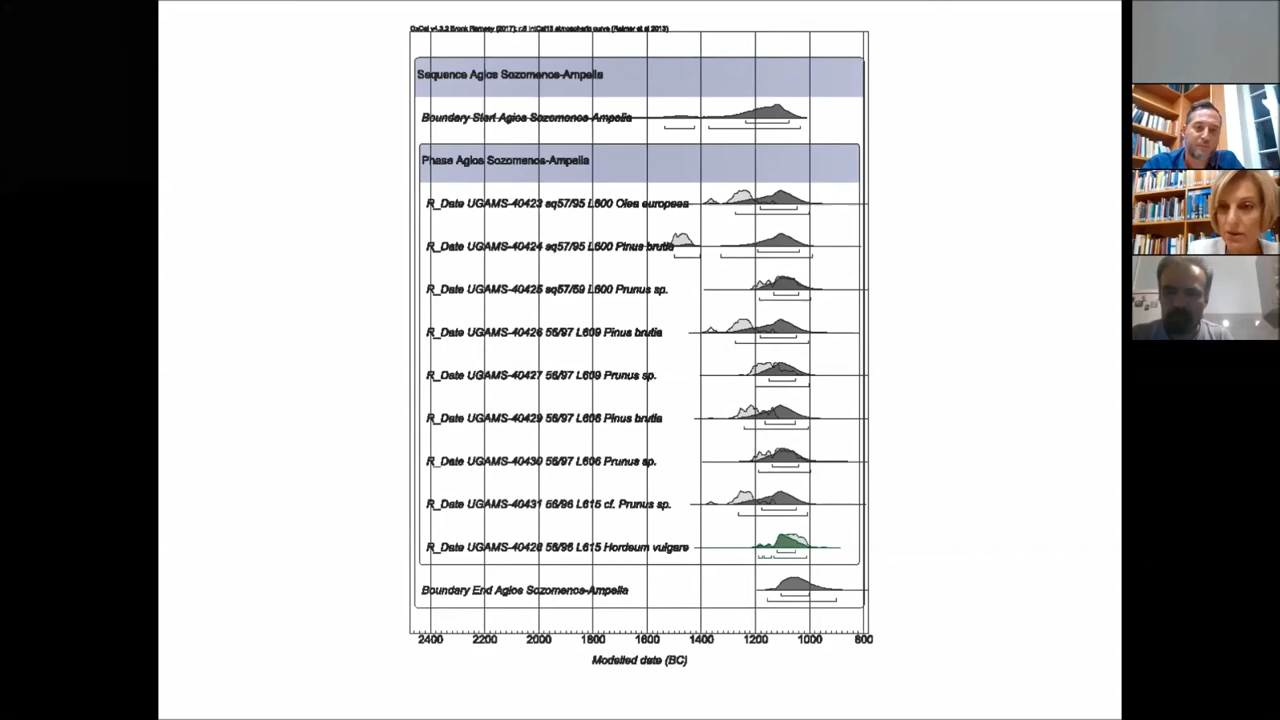 OxCal v4.3.2 Bronk Ramsey (2017); r:5 IntCal13 atmospheric curve (Reimer et al 2013)
Sequence Agios Sozomenos-Ampelia
Boundary Start Agios Sozomenos-Ampelia
Phase Agios Sozomenos-Ampelia
R_Date UGAMS-40423 sq57/95 L600 Olea europaea
R_Date UGAMS-40424 sq57/95 L600 Pinus brutia
R_Date UGAMS-40425 sq57/59 L600 Prunus sp.
R_Date UGAMS-40426 56/97 L609 Pinus brutia
R_Date UGAMS-40427 56/97 L609 Prunus sp.
R_Date UGAMS-40429 56/97 L606 Pinus brutia
R_Date UGAMS-40430 56/97 L606 Prunus sp.
R_Date UGAMS-40431 56/96 L615 cf. Prunus sp.
R_Date UGAMS-40428 56/96 L615 Hordeum vulgare
Boundary End Agios Sozomenos-Ampelia
2400 2200 2000 1800 1600 1400 1200 1000 800
Modelled date (BC)